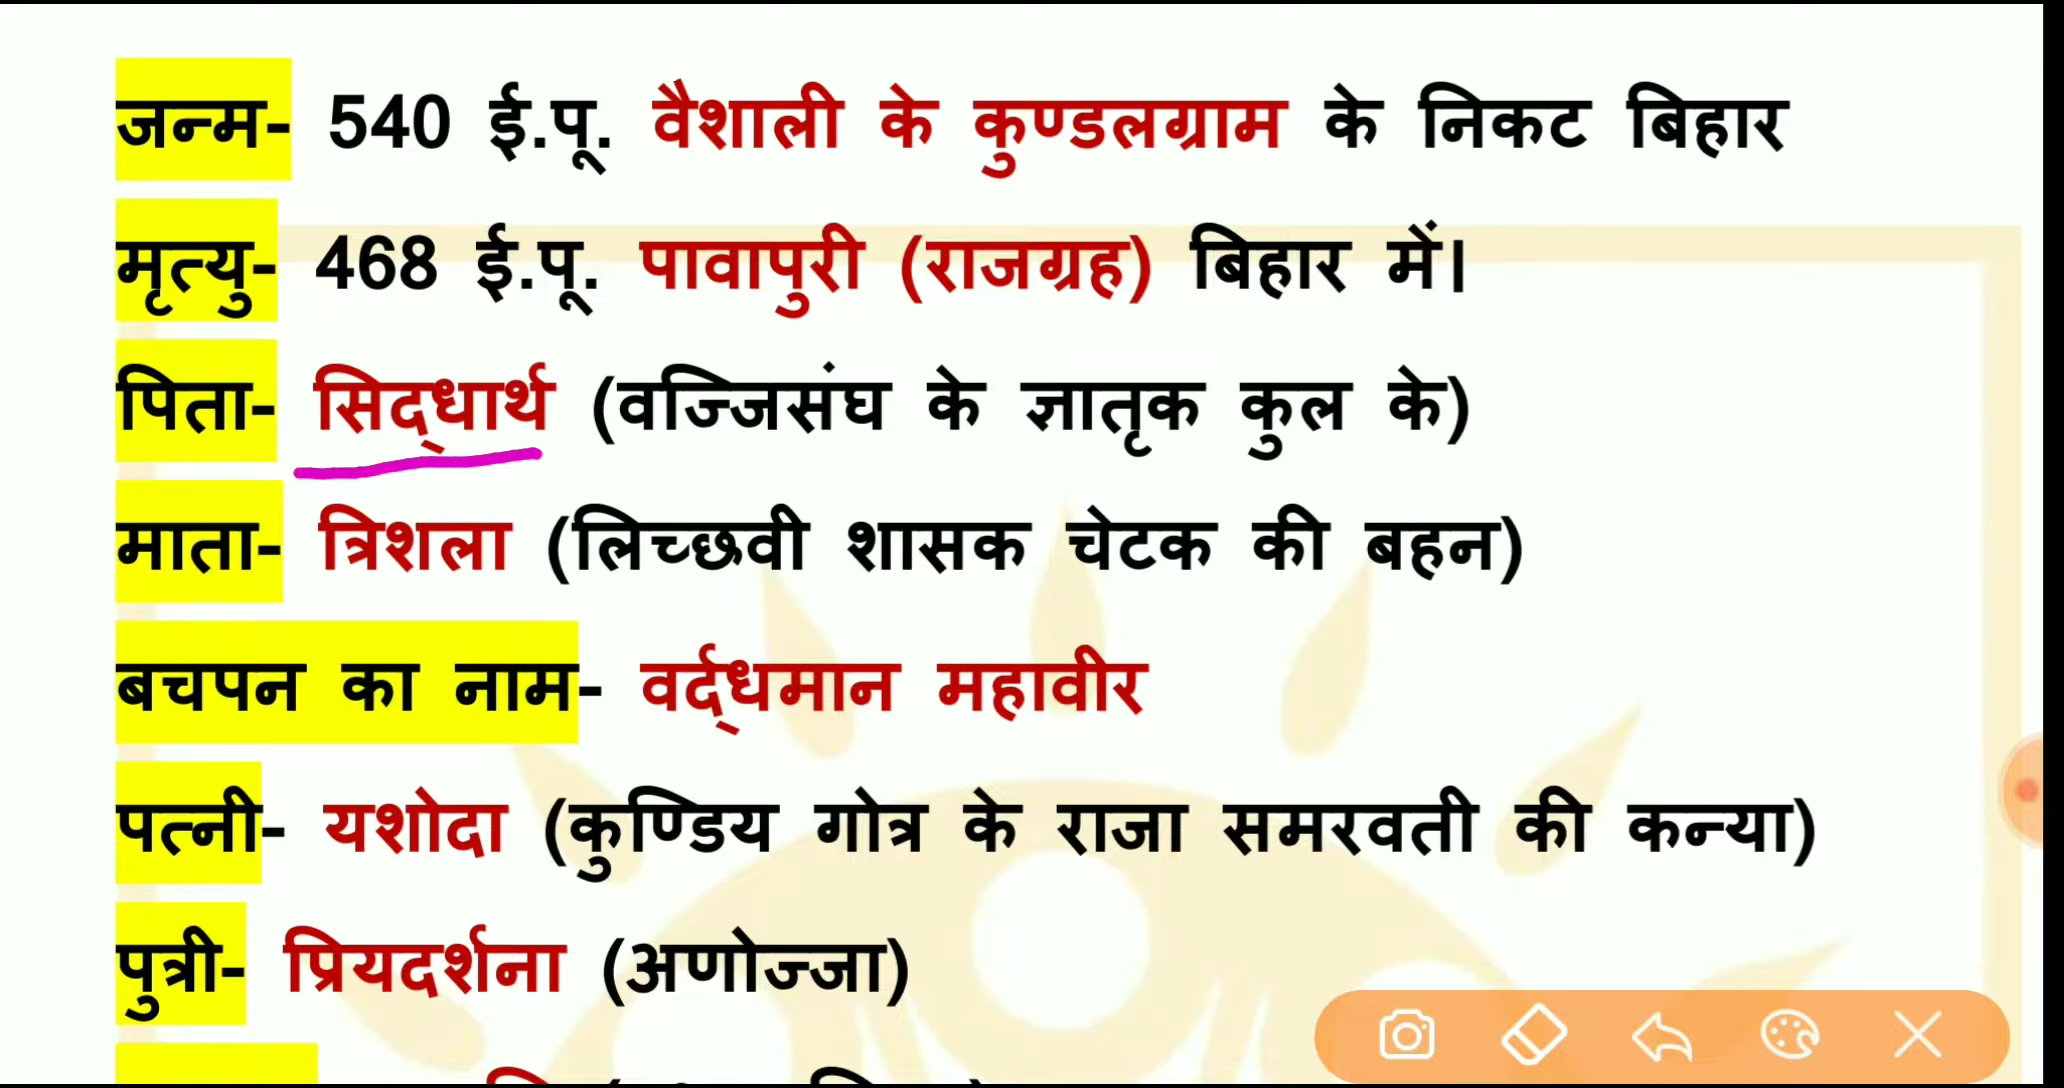 जन्म- 540 ई.पू. वैशाली के कुण्डलग्राम के निकट बिहार
मृत्यु- 468 ई.पू. पावापुरी (राजग्रह) बिहार में।
पिता- सिद्धार्थ (वज्जिसंघ के ज्ञातृक कुल के)
माता- त्रिशला (लिच्छवी शासक चेटक की बहन)
बचपन का नाम- वर्द्धमान महावीर
पत्नी- यशोदा (कुण्डिय गोत्र के राजा समरवती की कन्या)
पुत्री- प्रियदर्शना (अणोज्जा)